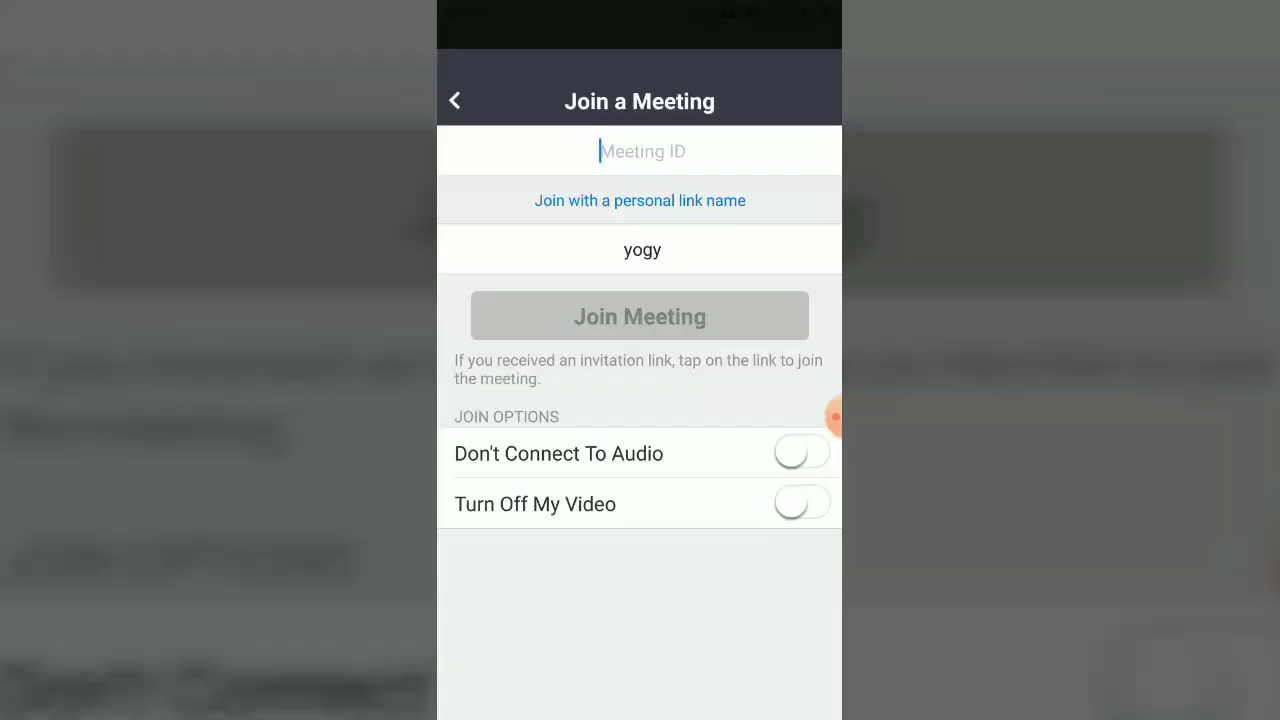 Join a Meeting
Meeting ID
Join with a personal link name
yogy
Join Meeting
If you received an invitation link, tap on the link to join
the meeting.
JOIN OPTIONS
Don't Connect To Audio
Turn Off My Video